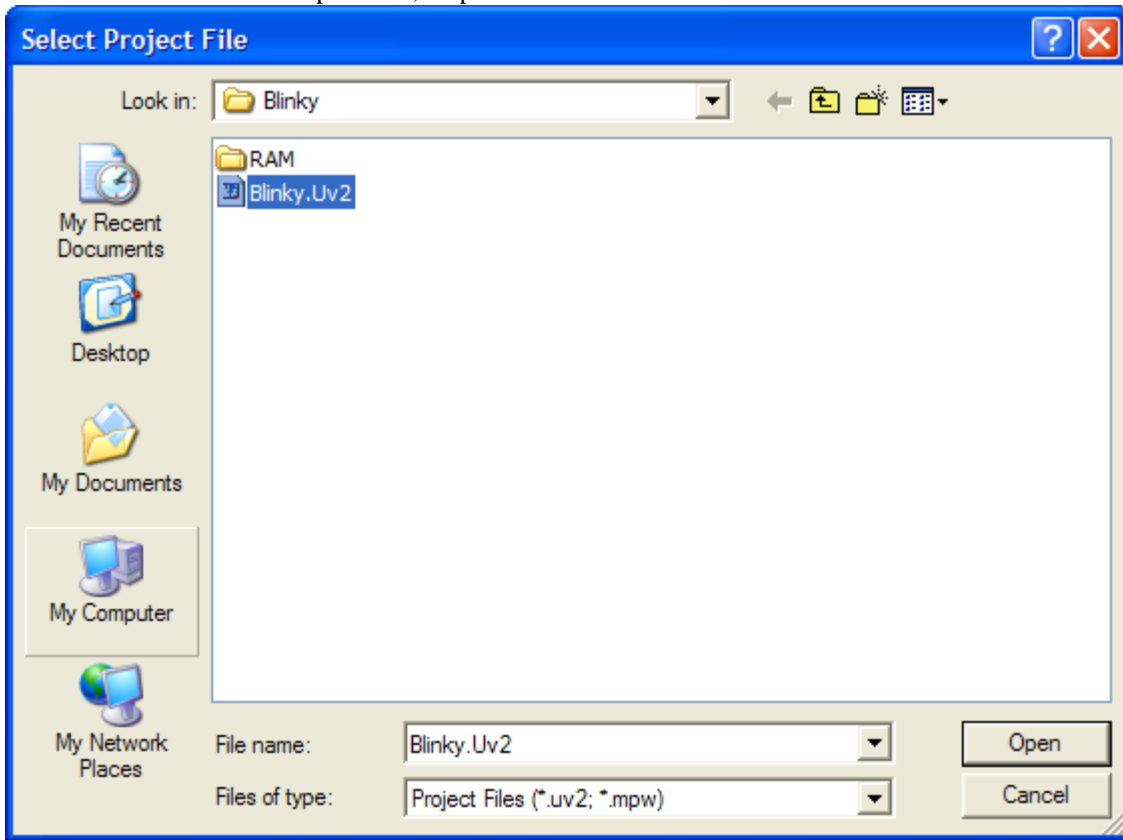 Select Project File
Look in:
Blinky
RAM
Blinky.Uv2
My Recent
Documents
Desktop
My Documents
My Computer
My Network
Places
File name:
Blinky.Uv2
Open
Files of type:
Project Files (*.uv2; *.mpw)
Cancel